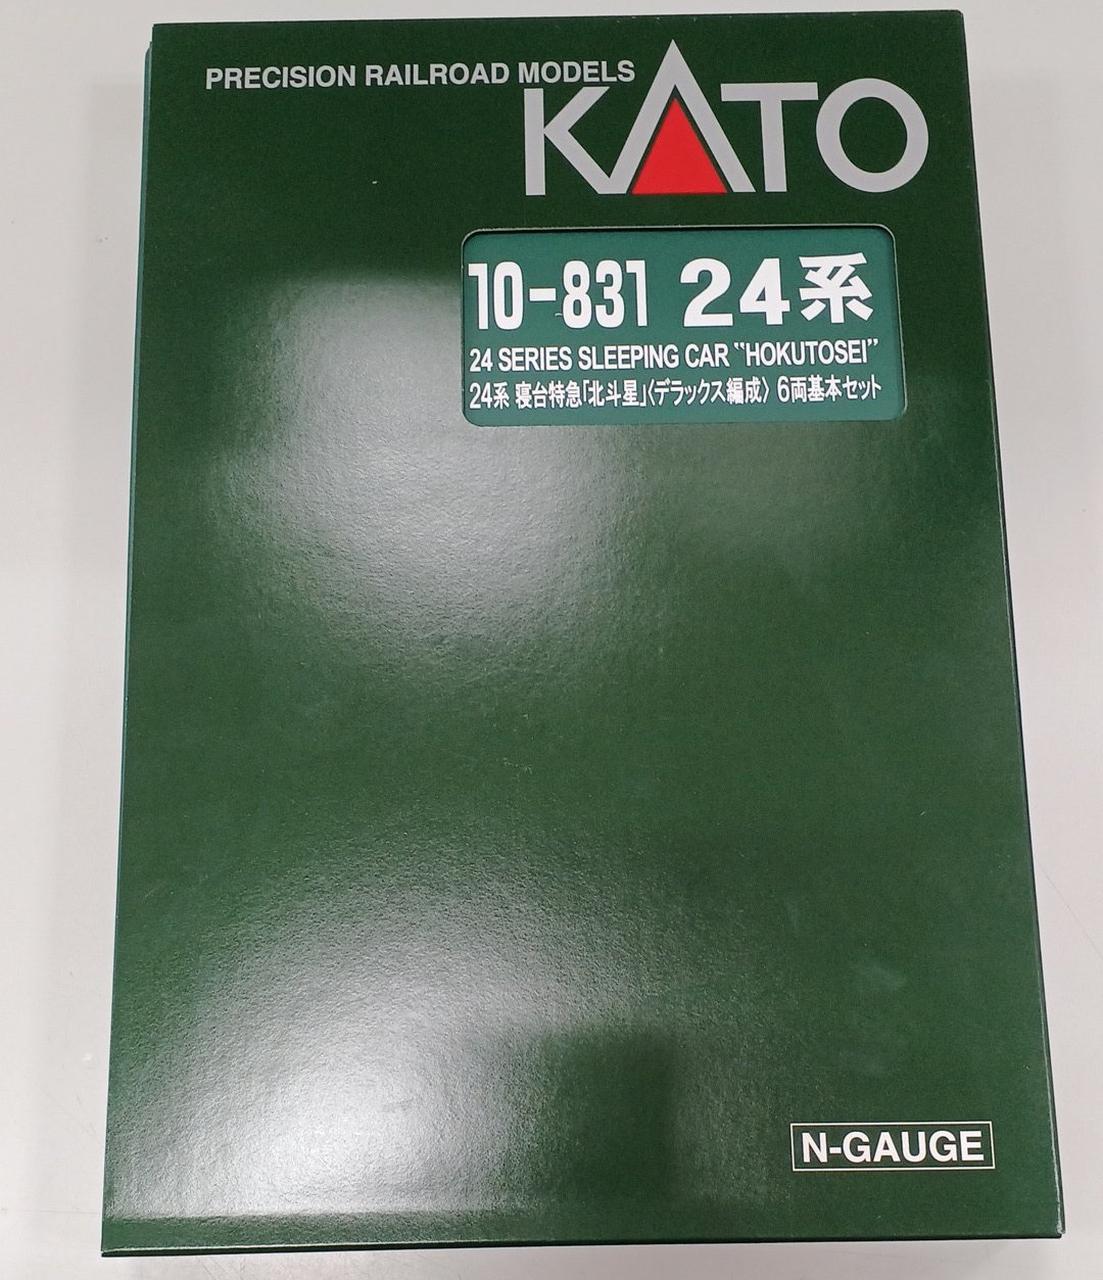 PRECISION RAILROAD MODELS
KATO
10-831 24系
24 SERIES SLEEPING CAR "HOKUTOSEI"
24系 寝台特急「北斗星」〈デラックス編成〉 6両基本セット
N-GAUGE